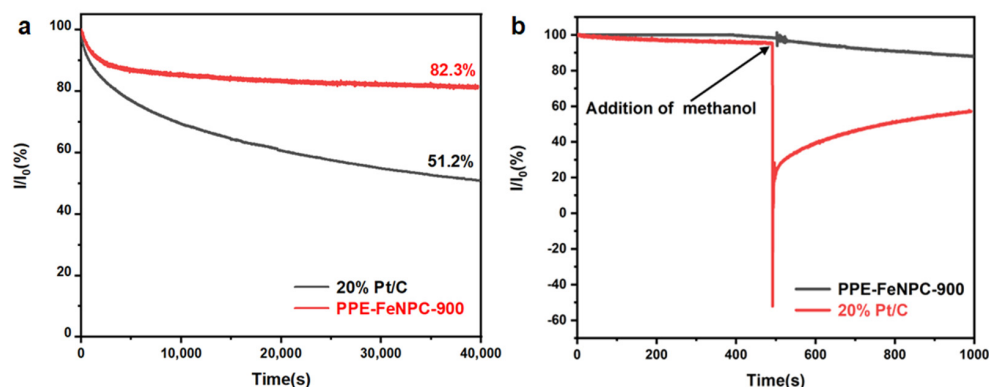 a
I/I0(%)
100
80
60
40
20
0
82.3%
51.2%
20% Pt/C
PPE-FeNPC-900
0
10,000
20,000
30,000
40,000
Time(s)
b
I/I0(%)
100
80
60
40
20
0
-20
-40
-60
Addition of methanol
PPE-FeNPC-900
20% Pt/C
0
200
400
600
800
1000
Time(s)